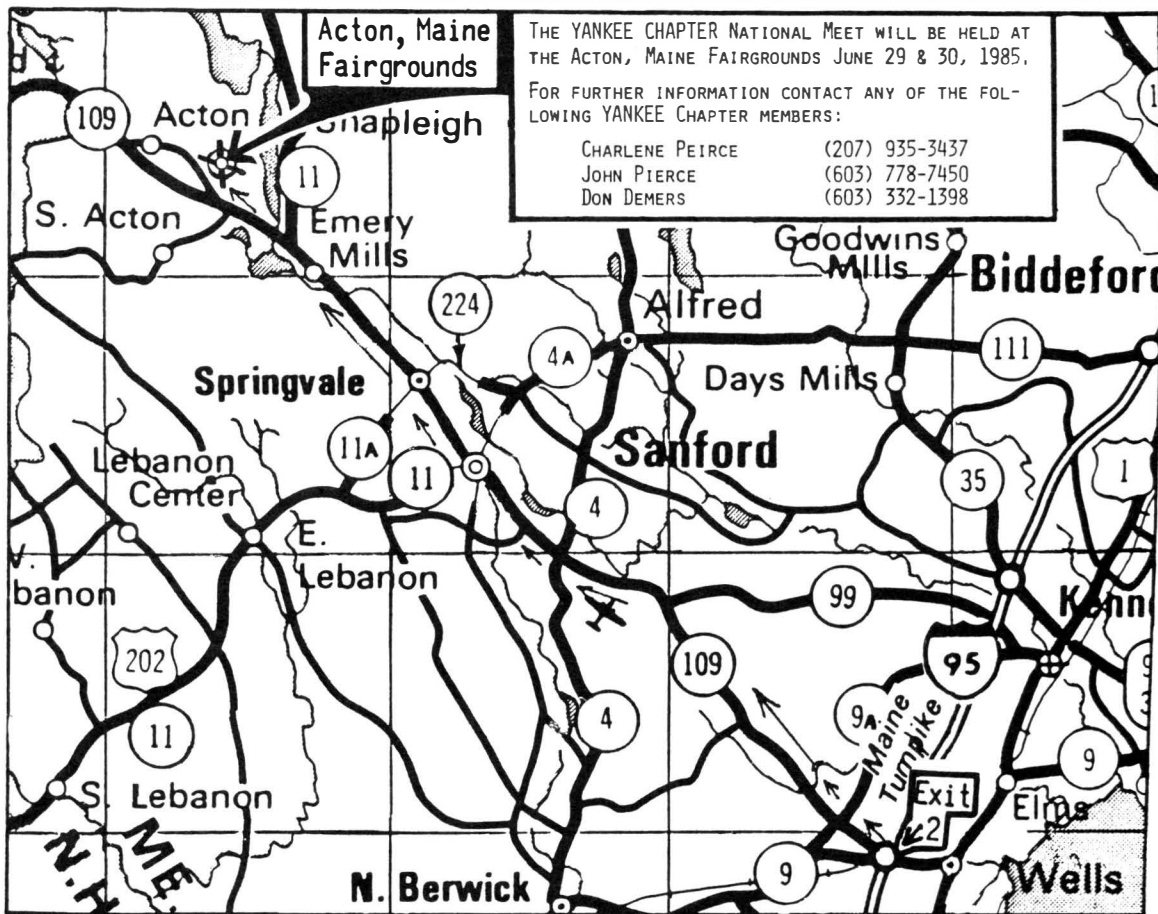 Acton, Maine
Fairgrounds
THE YANKEE CHAPTER NATIONAL MEET WILL BE HELD AT
THE ACTON, MAINE FAIRGROUNDS JUNE 29 & 30, 1985.
FOR FURTHER INFORMATION CONTACT ANY OF THE FOL-
LOWING YANKEE CHAPTER MEMBERS:
CHARLENE PEIRCE (207) 935-3437
JOHN PIERCE (603) 778-7450
DON DEMERS (603) 332-1398
109
Acton
Shapleigh
11
S. Acton
Emery
Mills
Goodwins
Mills
Biddeford
224
Alfred
4A
111
Springvale
Days Mills
11A
11
Sanford
Lebanon
Center
35
1
4
E.
Lebanon
banon
99
Kenne
202
109
95
11
4
9A
Maine
Turnpike
9
S. Lebanon
Exit
2
Elms
ME.
N.H
N. Berwick
9
Wells